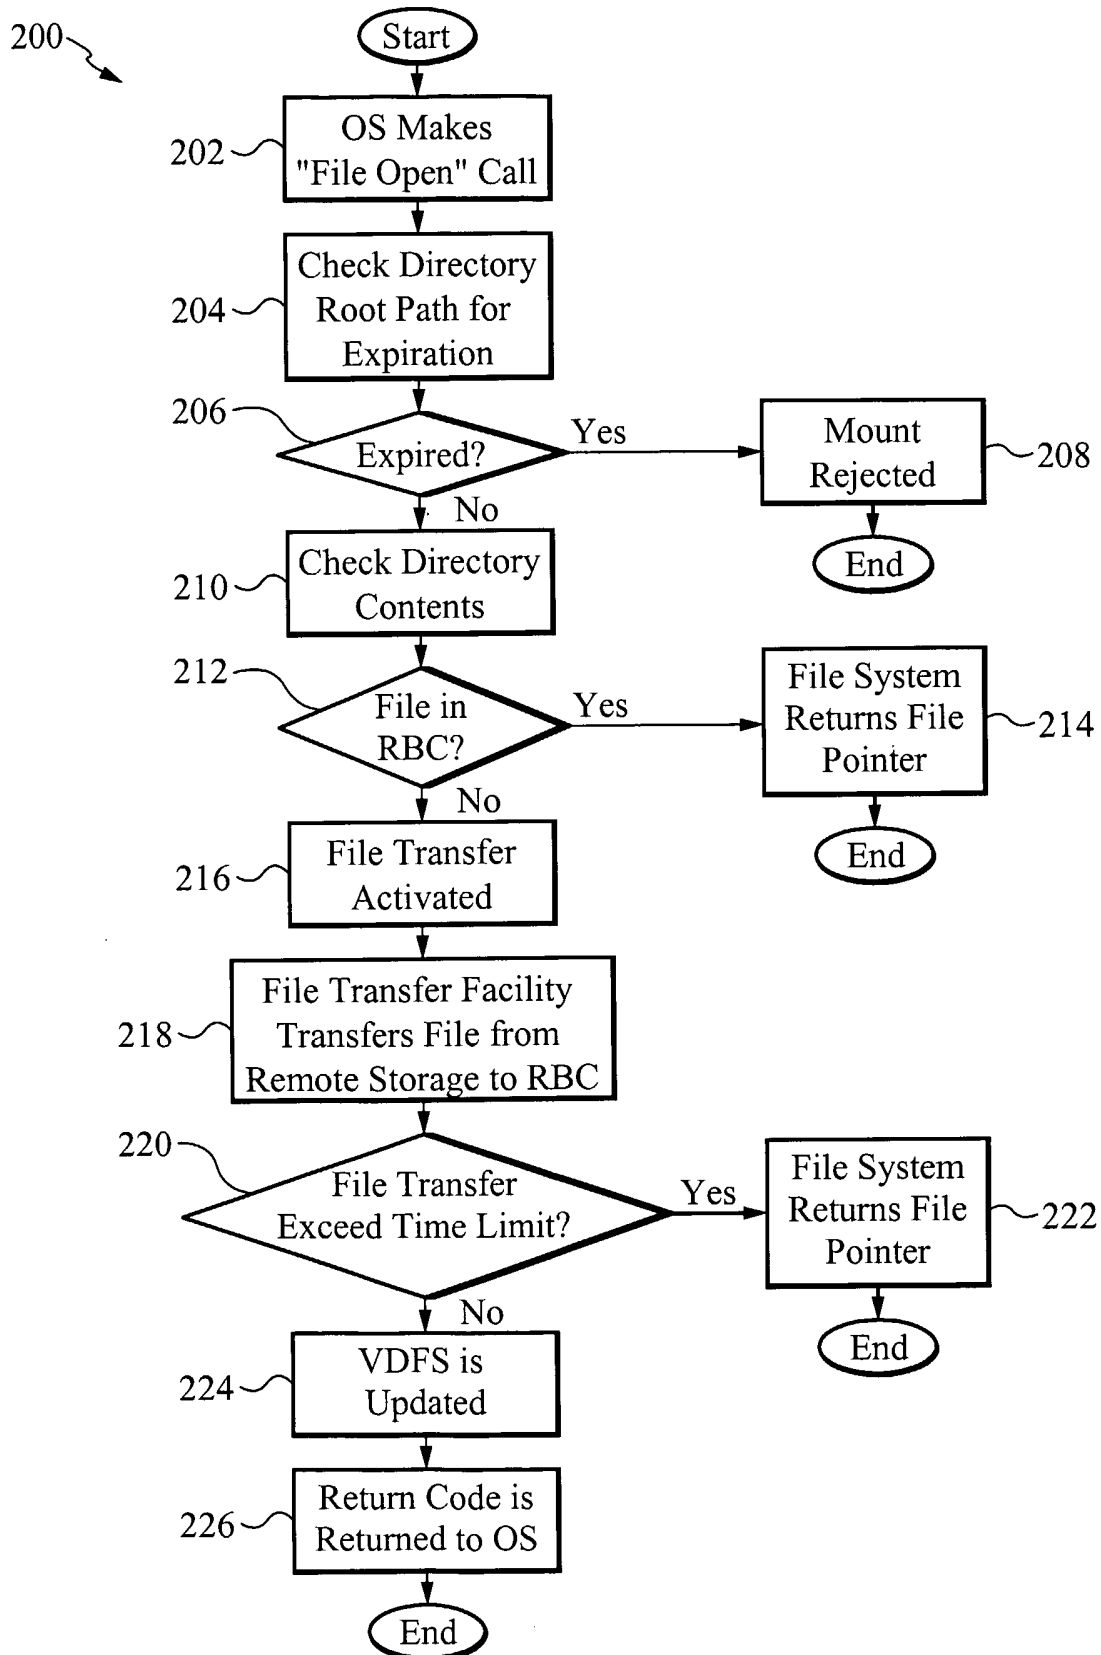 200
Start
202
OS Makes
"File Open" Call
204
Check Directory
Root Path for
Expiration
206
Expired?
Yes
Mount
Rejected
208
End
No
210
Check Directory
Contents
212
File in
RBC?
Yes
File System
Returns File
Pointer
214
End
No
216
File Transfer
Activated
218
File Transfer Facility
Transfers File from
Remote Storage to RBC
220
File Transfer
Exceed Time Limit?
Yes
File System
Returns File
Pointer
222
End
No
224
VDFS is
Updated
226
Return Code is
Returned to OS
End